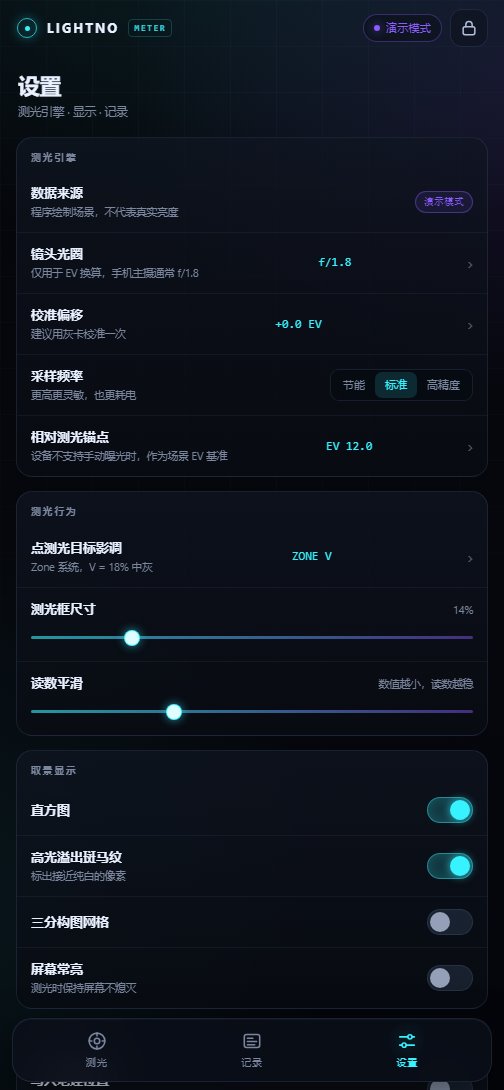 LIGHTNO METER
演示模式
设置
测光引擎 · 显示 · 记录
测光引擎
数据来源
程序绘制场景，不代表真实亮度
演示模式
镜头光圈
仅用于 EV 换算，手机主摄通常 f/1.8
f/1.8
校准偏移
建议用灰卡校准一次
+0.0 EV
采样频率
更高更灵敏，也更耗电
节能 标准 高精度
相对测光锚点
设备不支持手动曝光时，作为场景 EV 基准
EV 12.0
测光行为
点测光目标影调
Zone 系统，V = 18% 中灰
ZONE V
测光框尺寸
14%
读数平滑
数值越小，读数越稳
取景显示
直方图
高光溢出斑马纹
标出接近纯白的像素
三分构图网格
屏幕常亮
测光时保持屏幕不熄灭
测光 记录 设置